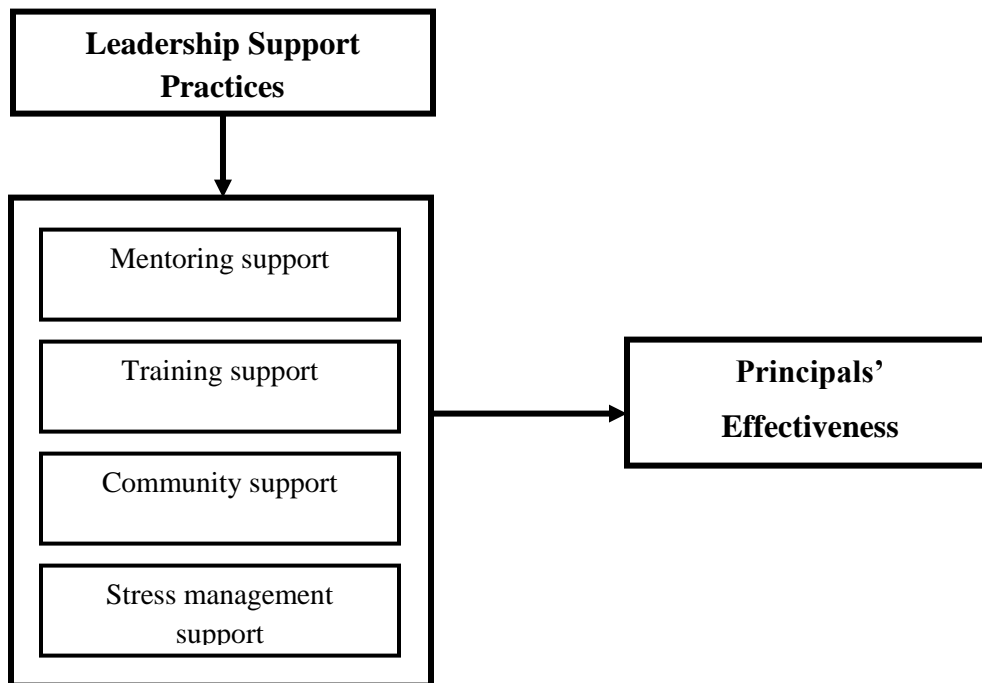 Leadership Support
Practices
Mentoring support
Training support
Community support
Stress management
support
Principals’
Effectiveness